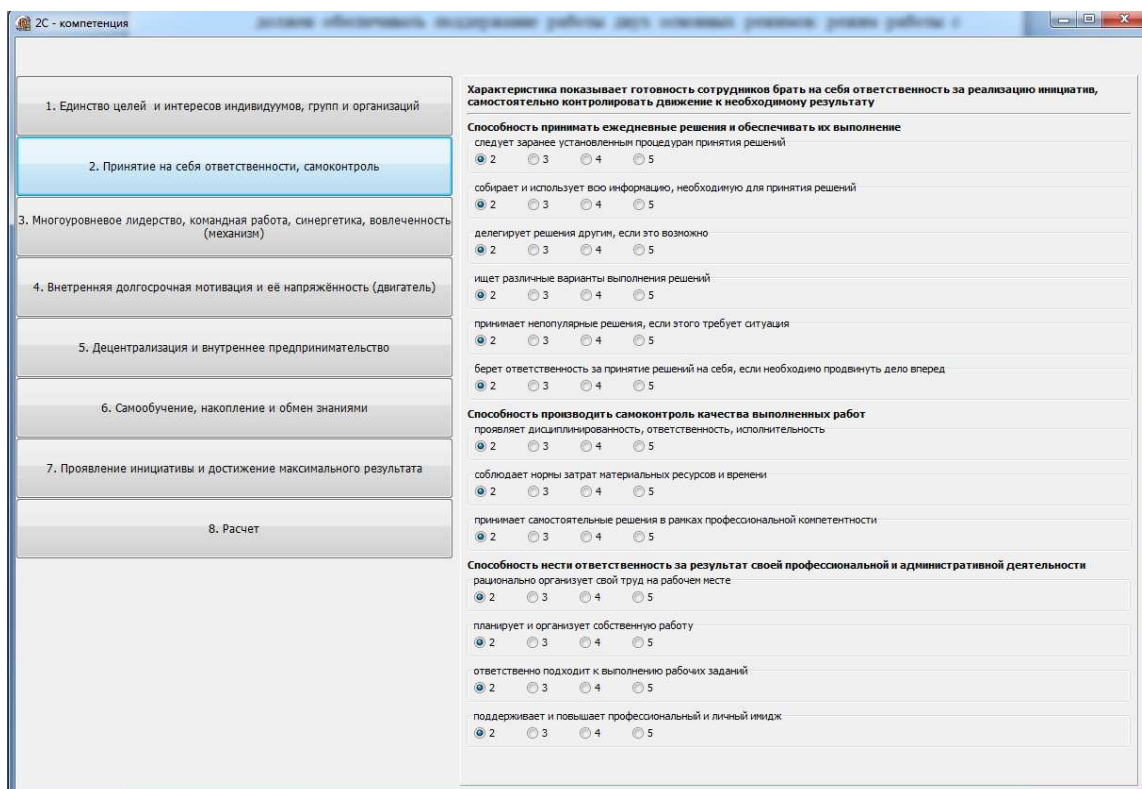 2С - компетенция
должен обеспечивать поддержание работы двух основных режимов: режим работы с
1. Единство целей и интересов индивидуумов, групп и организаций
2. Принятие на себя ответственности, самоконтроль
3. Многоуровневое лидерство, командная работа, синергетика, вовлеченность
(механизм)
4. Внутренняя долгосрочная мотивация и её напряжённость (двигатель)
5. Децентрализация и внутреннее предпринимательство
6. Самообучение, накопление и обмен знаниями
7. Проявление инициативы и достижение максимального результата
8. Расчет
Характеристика показывает готовность сотрудников брать на себя ответственность за реализацию инициатив,
самостоятельно контролировать движение к необходимому результату
Способность принимать ежедневные решения и обеспечивать их выполнение
следует заранее установленным процедурам принятия решений
2 3 4 5
собирает и использует всю информацию, необходимую для принятия решений
2 3 4 5
делегирует решения другим, если это возможно
2 3 4 5
ищет различные варианты выполнения решений
2 3 4 5
принимает непопулярные решения, если этого требует ситуация
2 3 4 5
берет ответственность за принятие решений на себя, если необходимо продвинуть дело вперед
2 3 4 5
Способность производить самоконтроль качества выполненных работ
проявляет дисциплинированность, ответственность, исполнительность
2 3 4 5
соблюдает нормы затрат материальных ресурсов и времени
2 3 4 5
принимает самостоятельные решения в рамках профессиональной компетентности
2 3 4 5
Способность нести ответственность за результат своей профессиональной и административной деятельности
рационально организует свой труд на рабочем месте
2 3 4 5
планирует и организует собственную работу
2 3 4 5
ответственно подходит к выполнению рабочих заданий
2 3 4 5
поддерживает и повышает профессиональный и личный имидж
2 3 4 5